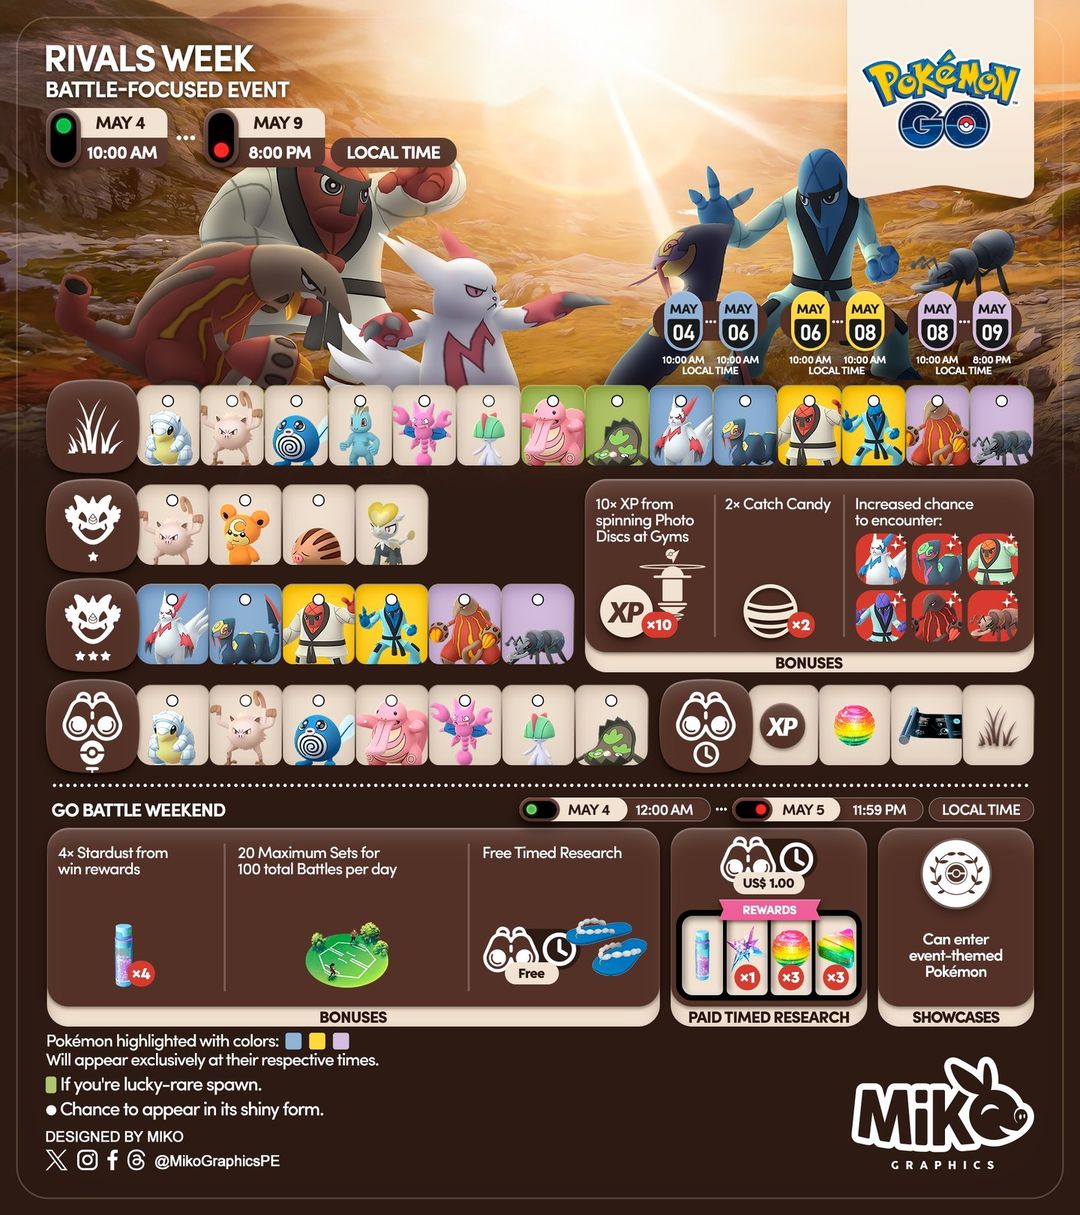 RIVALS WEEK
BATTLE-FOCUSED EVENT
MAY 4
10:00 AM
...
MAY 9
8:00 PM
LOCAL TIME
POKéMON
GO
MAY
04
...
MAY
06
10:00 AM 10:00 AM
LOCAL TIME
MAY
06
...
MAY
08
10:00 AM 10:00 AM
LOCAL TIME
MAY
08
...
MAY
09
10:00 AM 8:00 PM
LOCAL TIME
10× XP from
spinning Photo
Discs at Gyms
XP
×10
2× Catch Candy
×2
Increased chance
to encounter:
BONUSES
XP
GO BATTLE WEEKEND
MAY 4 12:00 AM ... MAY 5 11:59 PM LOCAL TIME
4× Stardust from
win rewards
×4
20 Maximum Sets for
100 total Battles per day
Free Timed Research
Free
BONUSES
US$ 1.00
REWARDS
×1 ×3 ×3
PAID TIMED RESEARCH
Can enter
event-themed
Pokémon
SHOWCASES
Pokémon highlighted with colors:
Will appear exclusively at their respective times.
If you're lucky-rare spawn.
Chance to appear in its shiny form.
DESIGNED BY MIKO
@MikoGraphicsPE
MiKO
GRAPHICS